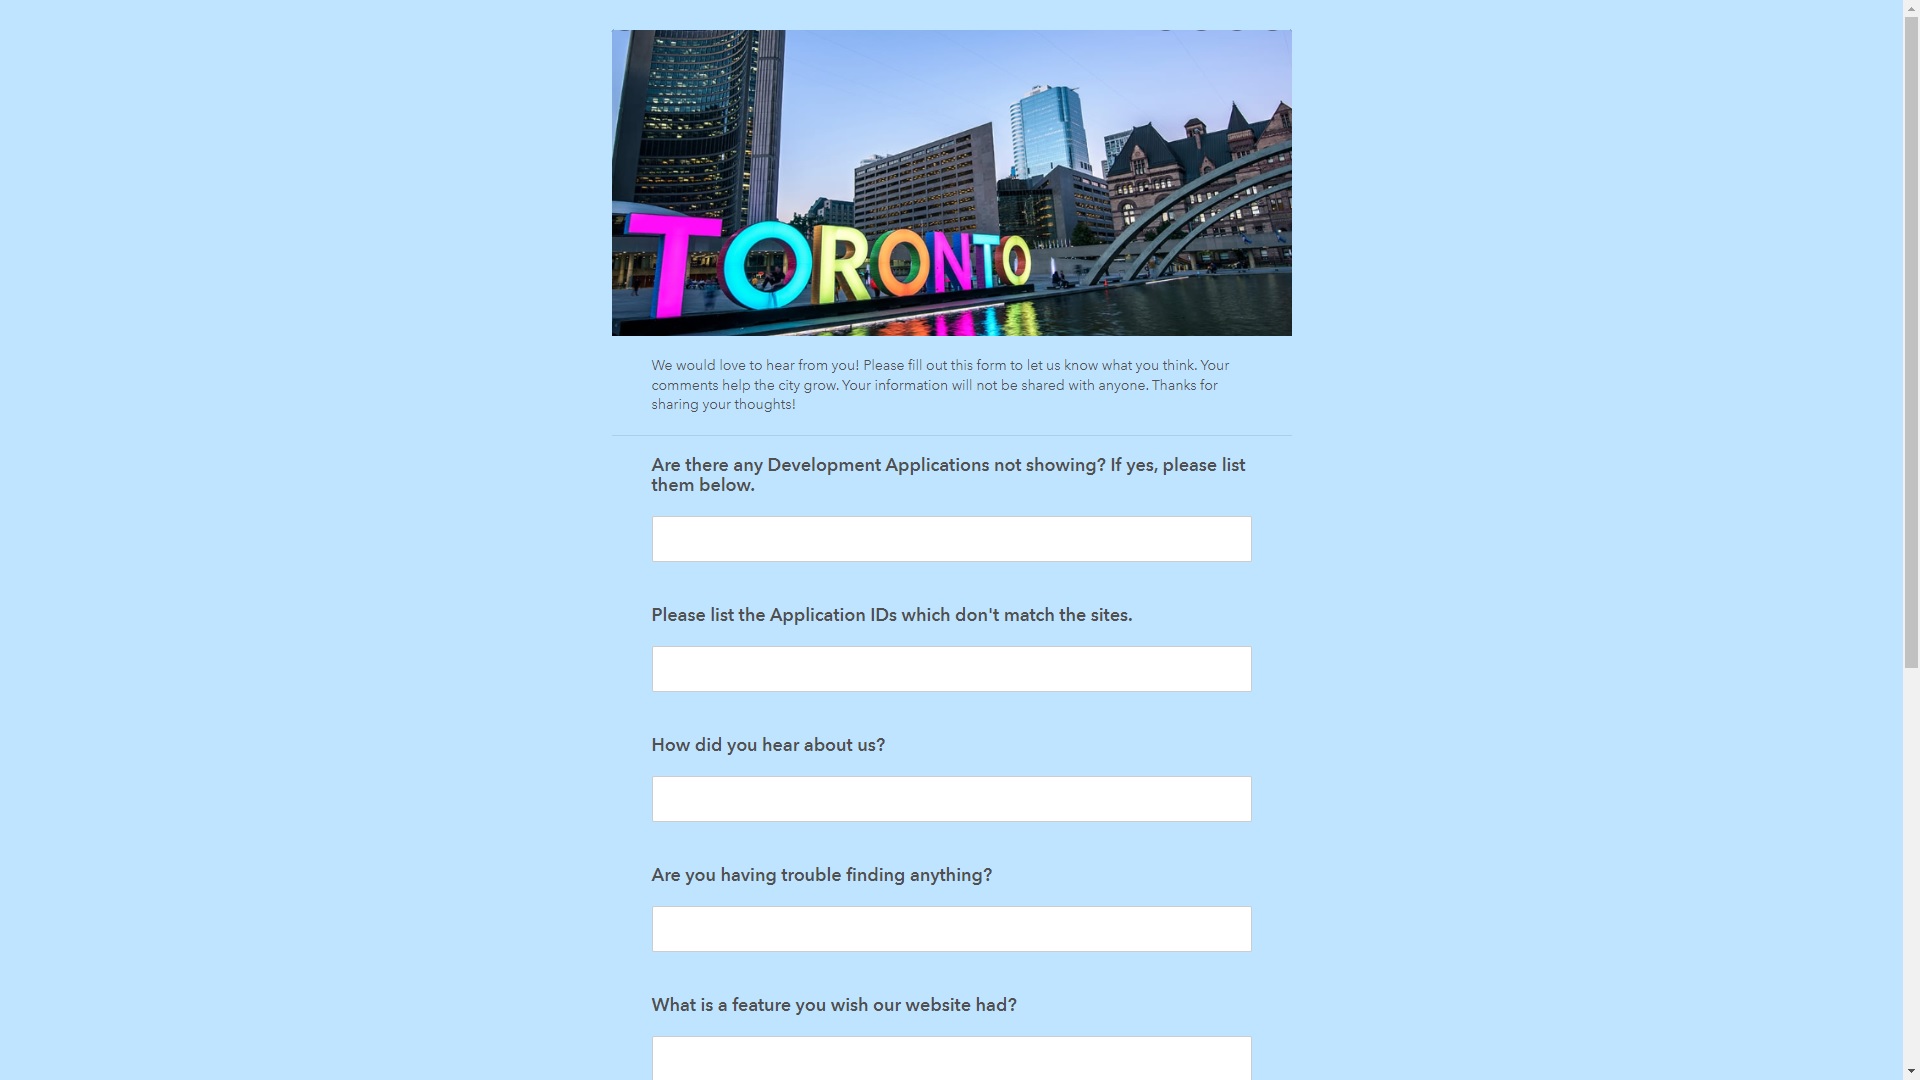 TORONTO
We would love to hear from you! Please fill out this form to let us know what you think. Your
comments help the city grow. Your information will not be shared with anyone. Thanks for
sharing your thoughts!
Are there any Development Applications not showing? If yes, please list
them below.
Please list the Application IDs which don't match the sites.
How did you hear about us?
Are you having trouble finding anything?
What is a feature you wish our website had?